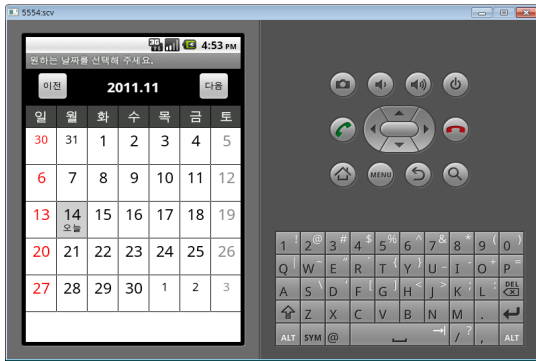 5554:scv
3G 4:53 PM
원하는 날짜를 선택해 주세요.
이전 2011.11 다음
일 월 화 수 목 금 토
30 31 1 2 3 4 5
6 7 8 9 10 11 12
13 14 15 16 17 18 19
오늘
20 21 22 23 24 25 26
27 28 29 30 1 2 3
MENU
1 ! 2 @ 3 # 4 $ 5 % 6 ^ 7 & 8 * 9 ( 0 )
Q | W ~ E " R ` T { Y } U _ I - O + P =
A S \ D ' F [ G ] H < J > K ; L : DEL
Z X C V B N M .
ALT SYM @ / ? , ALT